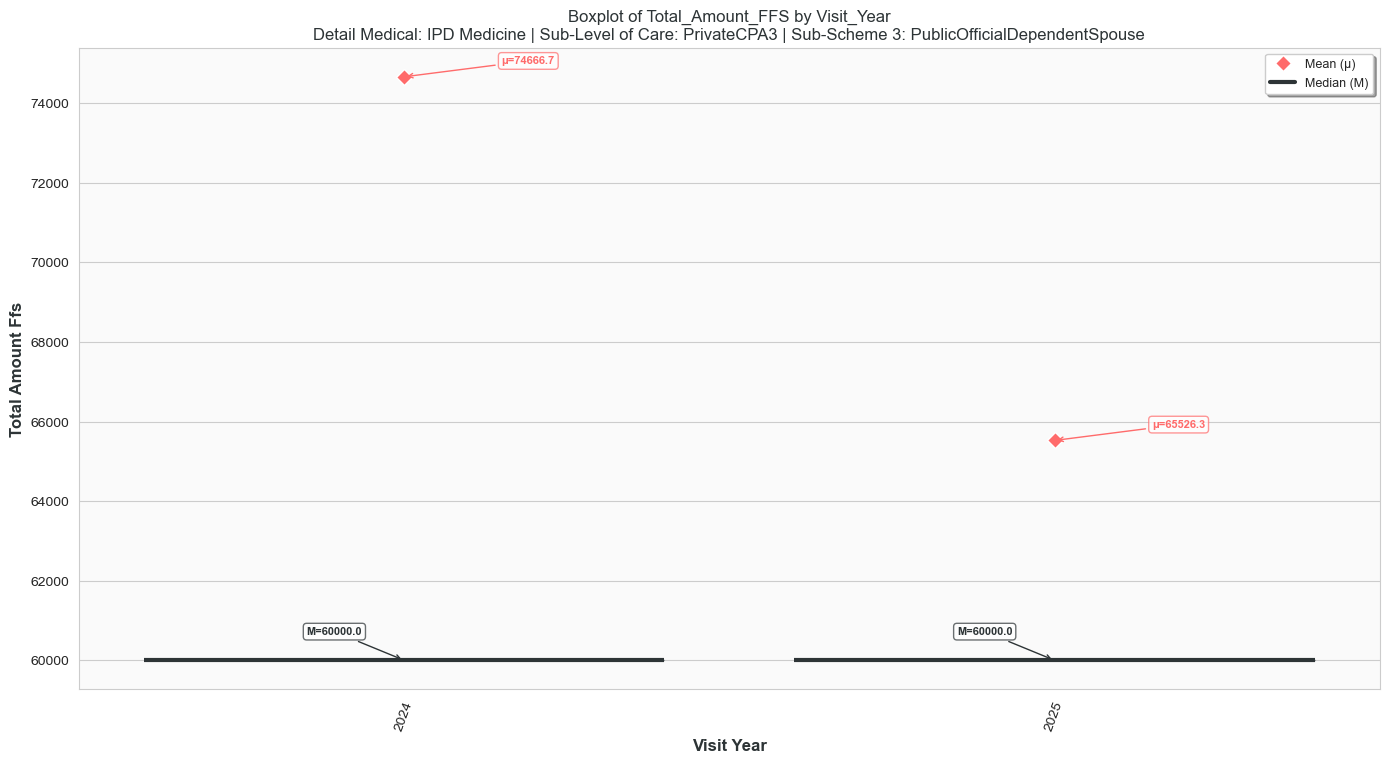 Boxplot of Total_Amount_FFS by Visit_Year
Detail Medical: IPD Medicine | Sub-Level of Care: PrivateCPA3 | Sub-Scheme 3: PublicOfficialDependentSpouse
μ=74666.7
Mean (μ)
Median (M)
74000
72000
70000
68000
66000
64000
62000
60000
Total Amount Ffs
μ=65526.3
M=60000.0
M=60000.0
2024
2025
Visit Year